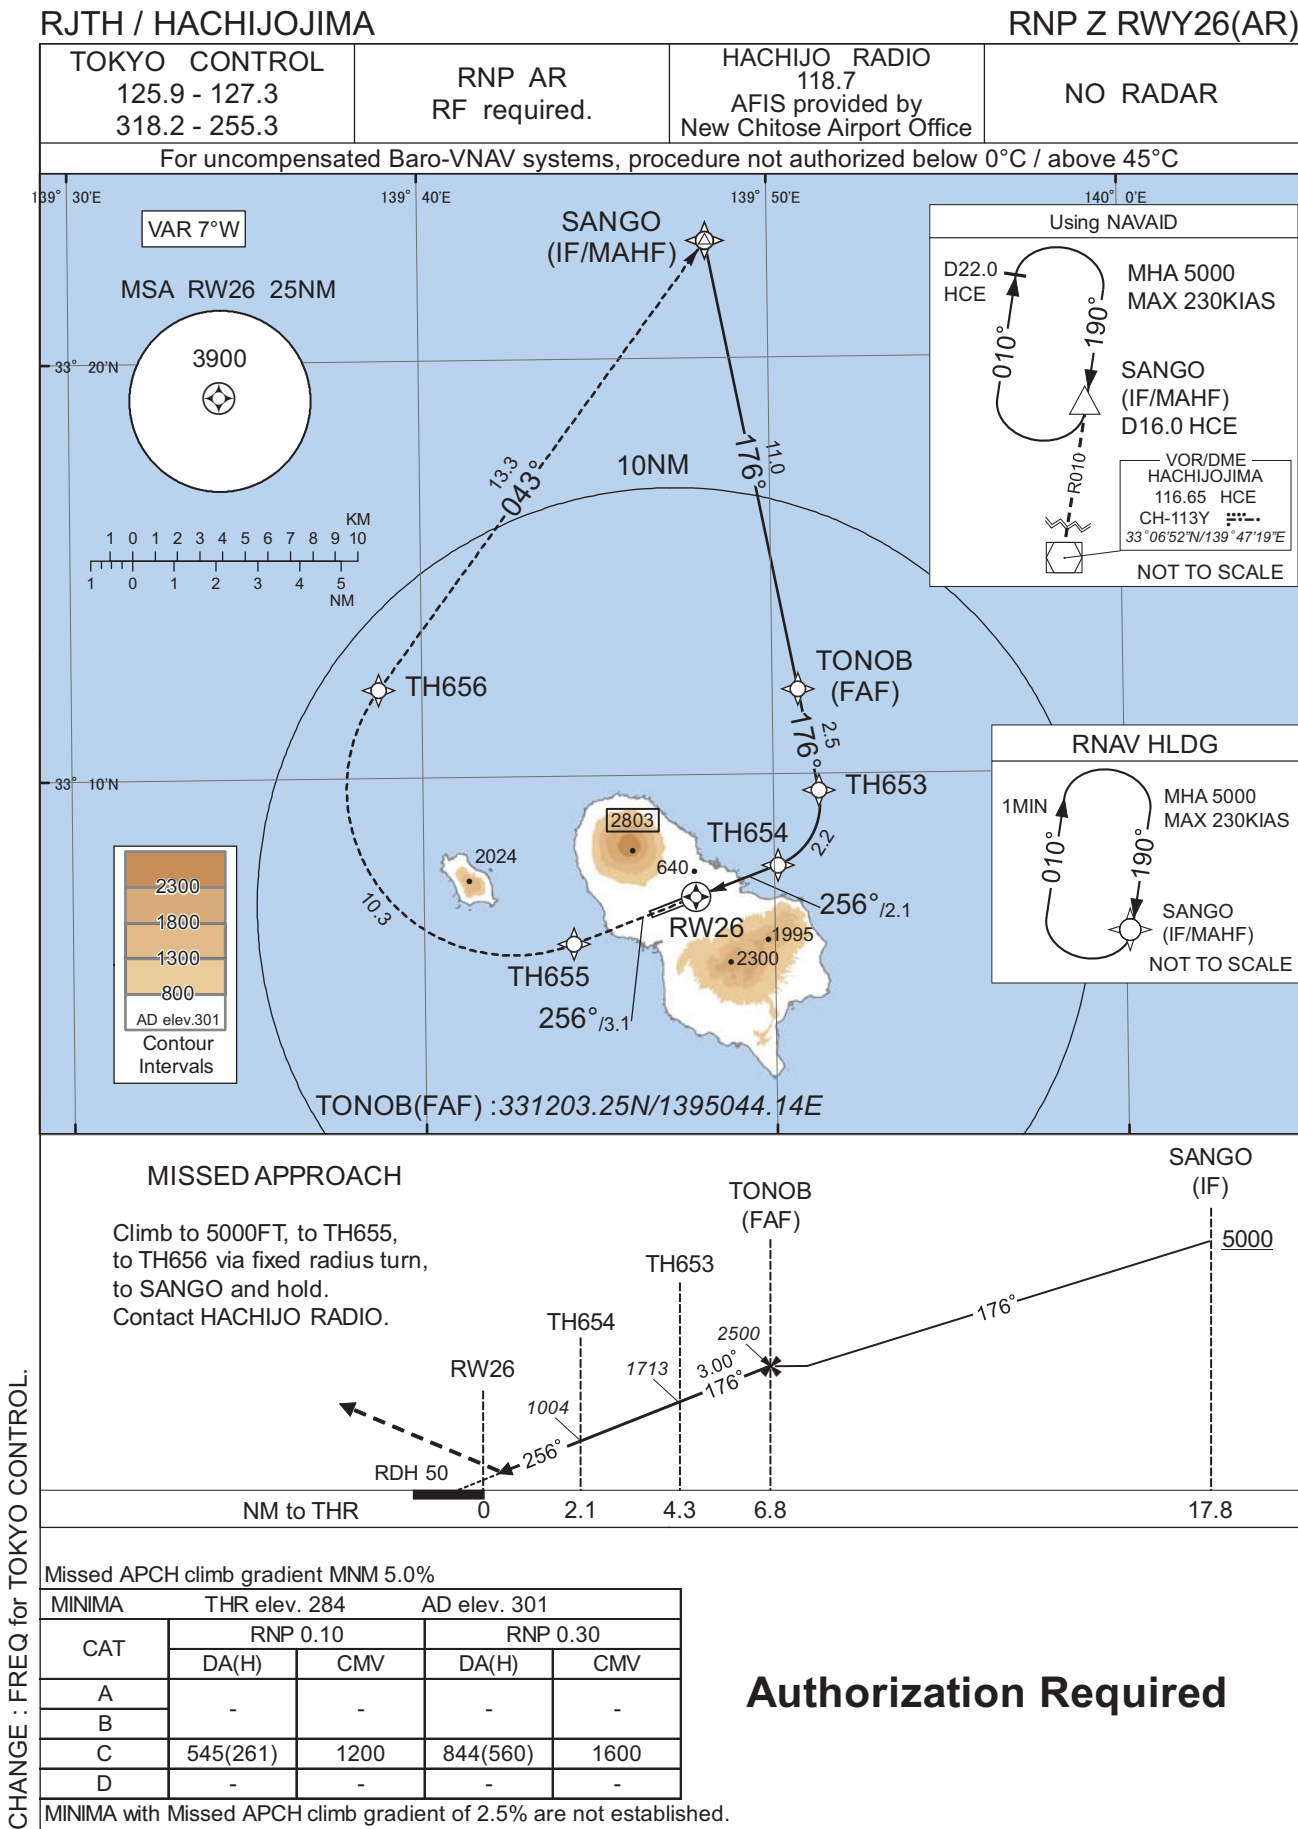 RJTH / HACHIJOJIMA
RNP Z RWY26(AR)
TOKYO CONTROL
125.9 - 127.3
318.2 - 255.3
RNP AR
RF required.
HACHIJO RADIO
118.7
AFIS provided by
New Chitose Airport Office
NO RADAR
For uncompensated Baro-VNAV systems, procedure not authorized below 0°C / above 45°C
139° 30'E
139° 40'E
139° 50'E
140° 0'E
VAR 7°W
MSA RW26 25NM
3900
33° 20'N
SANGO
(IF/MAHF)
Using NAVAID
D22.0
HCE
MHA 5000
MAX 230KIAS
010°
190°
SANGO
(IF/MAHF)
D16.0 HCE
R010
VOR/DME
HACHIJOJIMA
116.65 HCE
CH-113Y
33°06'52"N/139°47'19"E
NOT TO SCALE
13.3
043°
10NM
176°
11.0
KM
1 0 1 2 3 4 5 6 7 8 9 10
1 0 1 2 3 4 5
NM
TH656
TONOB
(FAF)
176°
2.5
33° 10'N
TH653
RNAV HLDG
1MIN
MHA 5000
MAX 230KIAS
010°
190°
SANGO
(IF/MAHF)
NOT TO SCALE
2803
TH654
2.2
2024
640
256°/2.1
10.3
RW26
1995
2300
TH655
256°/3.1
2300
1800
1300
800
AD elev.301
Contour
Intervals
TONOB(FAF) :331203.25N/1395044.14E
MISSED APPROACH
Climb to 5000FT, to TH655,
to TH656 via fixed radius turn,
to SANGO and hold.
Contact HACHIJO RADIO.
SANGO
(IF)
TONOB
(FAF)
5000
TH653
176°
TH654
2500
1713
3.00°
176°
RW26
1004
256°
RDH 50
NM to THR
0
2.1
4.3
6.8
17.8
CHANGE : FREQ for TOKYO CONTROL.
Missed APCH climb gradient MNM 5.0%
MINIMA THR elev. 284 AD elev. 301
CAT
RNP 0.10
RNP 0.30
DA(H) CMV DA(H) CMV
A
- - - -
B
C 545(261) 1200 844(560) 1600
D - - - -
MINIMA with Missed APCH climb gradient of 2.5% are not established.
Authorization Required